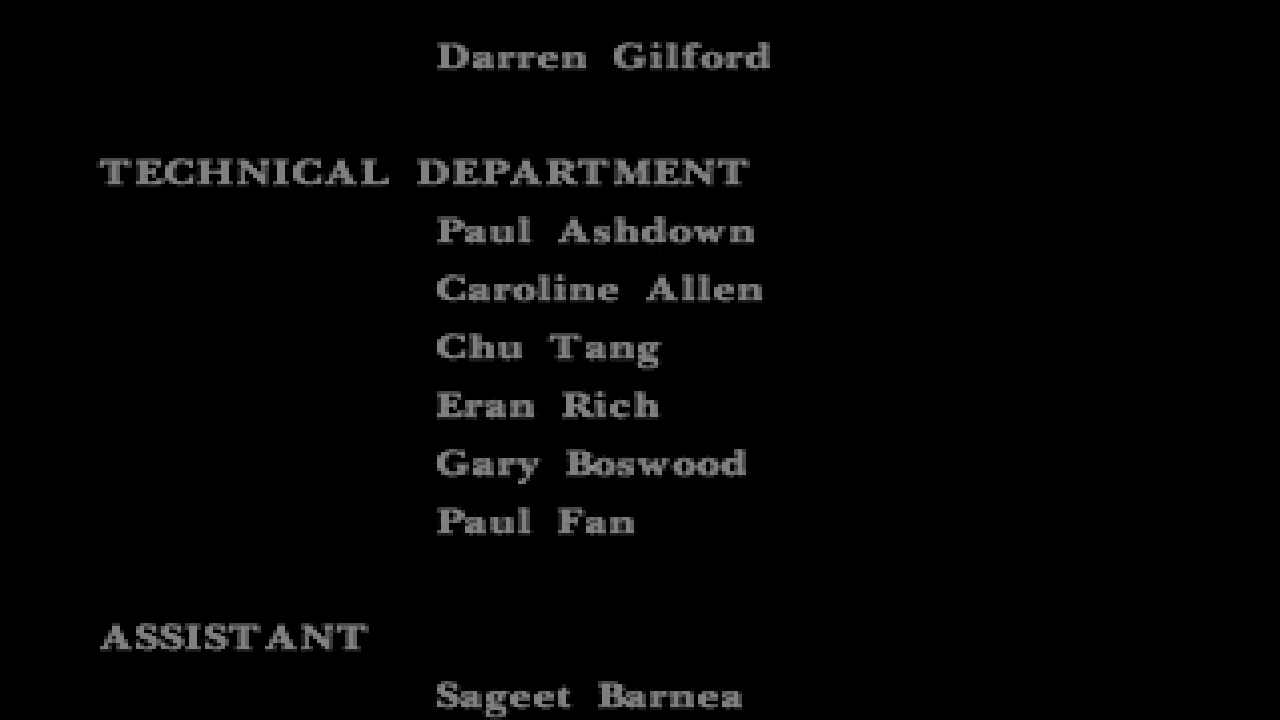 Darren Gilford
TECHNICAL DEPARTMENT
Paul Ashdown
Caroline Allen
Chu Tang
Eran Rich
Gary Boswood
Paul Fan
ASSISTANT
Sageet Barnea